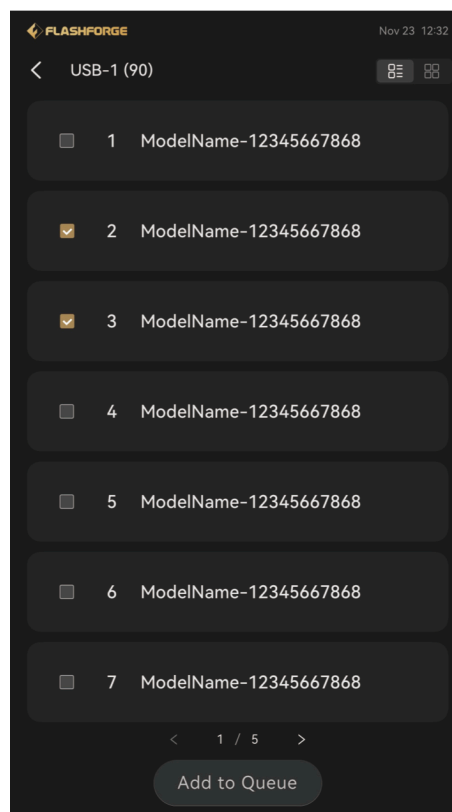 FLASHFORGE Nov 23 12:32
USB-1 (90)
1 ModelName-12345667868
2 ModelName-12345667868
3 ModelName-12345667868
4 ModelName-12345667868
5 ModelName-12345667868
6 ModelName-12345667868
7 ModelName-12345667868
< 1 / 5 >
Add to Queue